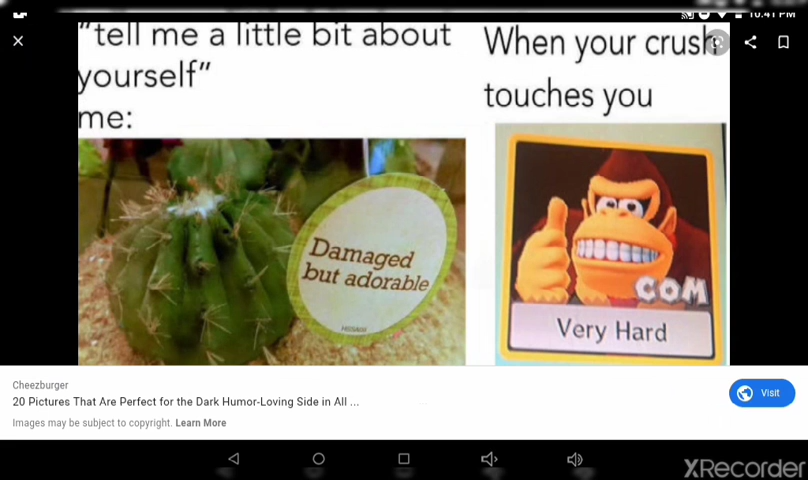 10:41 PM
"tell me a little bit about
yourself"
me:
Damaged
but adorable
When your crush
touches you
COM
Very Hard
Cheezburger
20 Pictures That Are Perfect for the Dark Humor-Loving Side in All ...
Images may be subject to copyright. Learn More
Visit
XRecorder